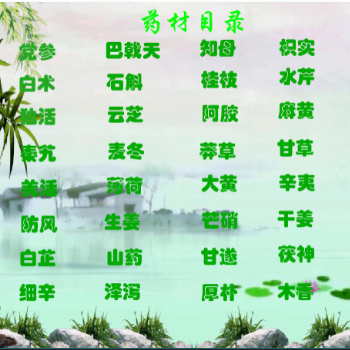 药材目录
党参 巴戟天 知母 枳实
白术 石斛 桂枝 水芹
独活 云芝 阿胶 麻黄
秦艽 麦冬 莽草 甘草
羌活 薄荷 大黄 辛夷
防风 生姜 芒硝 干姜
白芷 山药 甘遂 茯神
细辛 泽泻 厚朴 木香